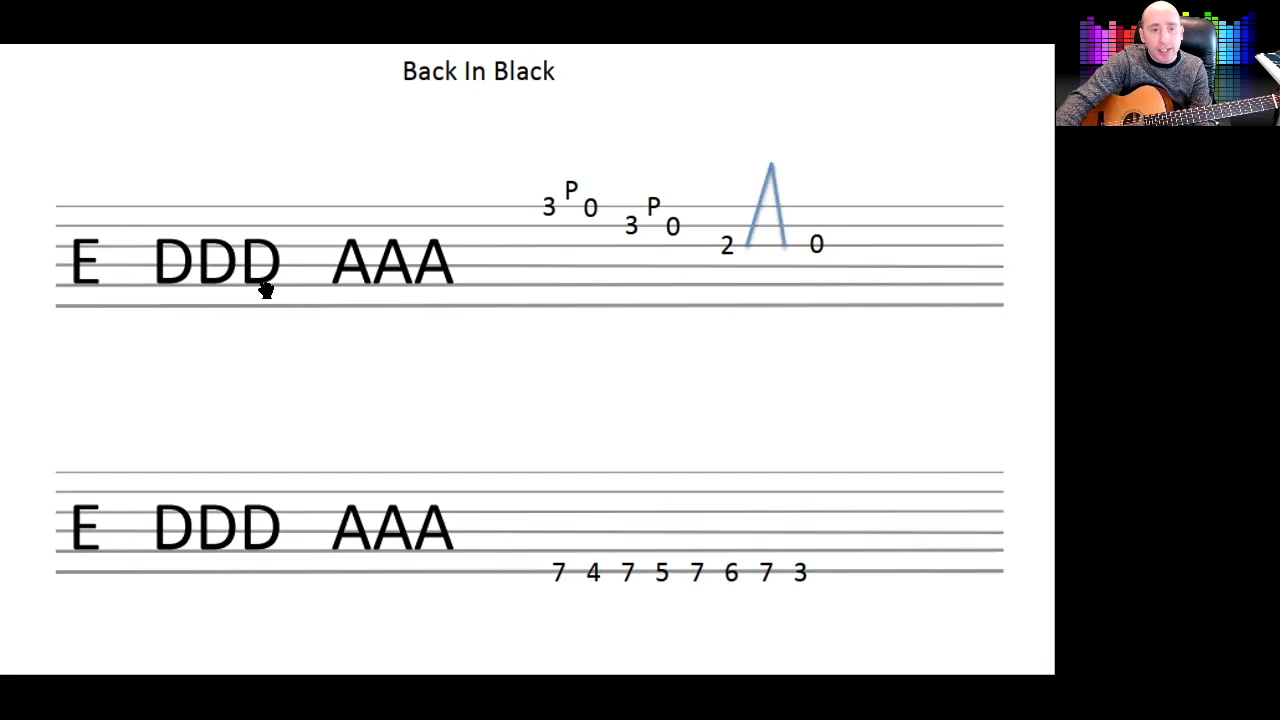 Back In Black
3 P 0 3 P 0 2 0
E DDD AAA
E DDD AAA
7 4 7 5 7 6 7 3